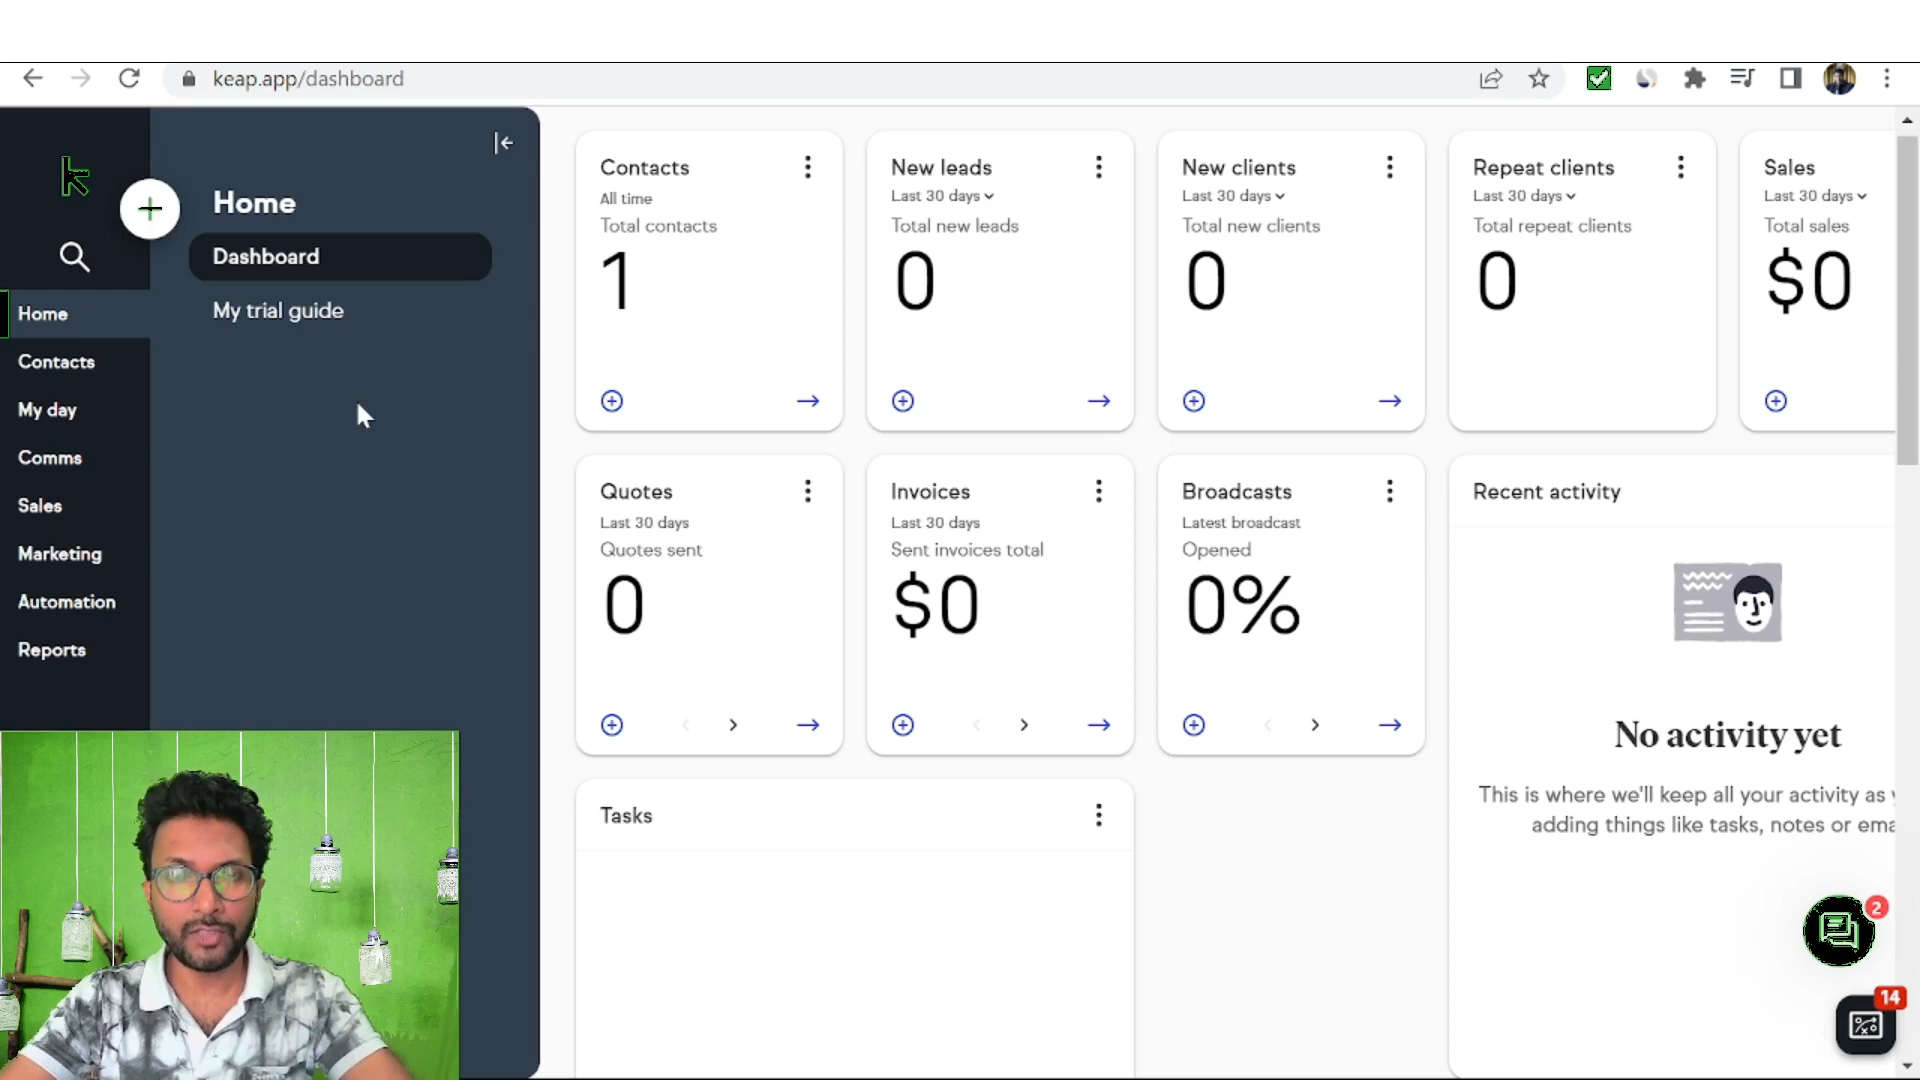 keap.app/dashboard
Home
Dashboard
My trial guide
Home
Contacts
My day
Comms
Sales
Marketing
Automation
Reports
Contacts
All time
Total contacts
1
New leads
Last 30 days
Total new leads
0
New clients
Last 30 days
Total new clients
0
Repeat clients
Last 30 days
Total repeat clients
0
Sales
Last 30 days
Total sales
$0
Quotes
Last 30 days
Quotes sent
0
Invoices
Last 30 days
Sent invoices total
$0
Broadcasts
Latest broadcast
Opened
0%
Recent activity
No activity yet
This is where we'll keep all your activity as
adding things like tasks, notes or ema
Tasks
2
14